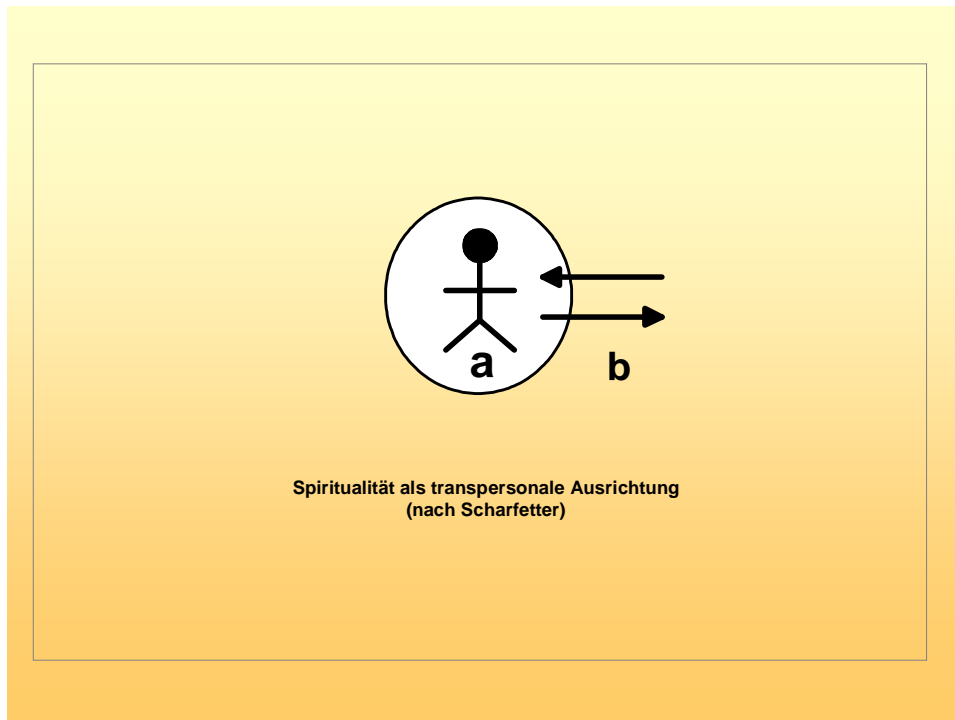 a
b
Spiritualität als transpersonale Ausrichtung
(nach Scharfetter)